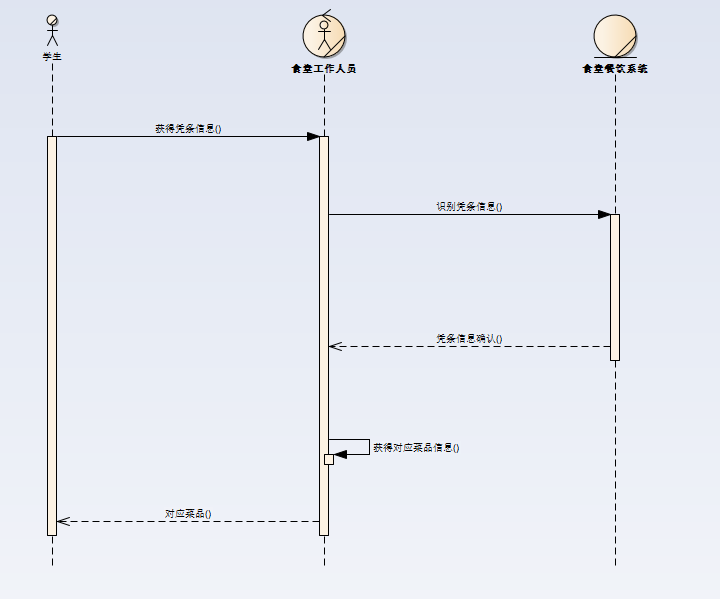 学生
食堂工作人员
食堂餐饮系统
获得凭条信息()
识别凭条信息()
凭条信息确认()
获得对应菜品信息()
对应菜品()